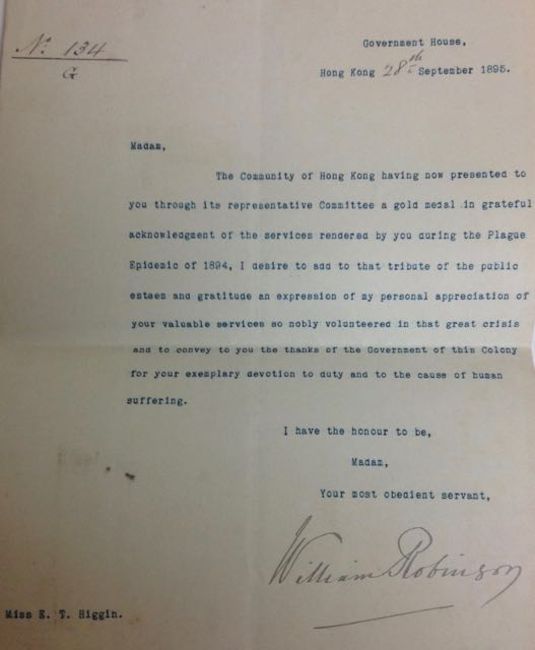 Nº 134
G
Government House,
Hong Kong 28th September 1895.
Madam,
The Community of Hong Kong having now presented to
you through its representative Committee a gold medal in grateful
acknowledgment of the services rendered by you during the Plague
Epidemic of 1894, I desire to add to that tribute of the public
esteem and gratitude an expression of my personal appreciation of
your valuable services so nobly volunteered in that great crisis
and to convey to you the thanks of the Government of this Colony
for your exemplary devotion to duty and to the cause of human
suffering.
I have the honour to be,
Madam,
Your most obedient servant,
William Robinson
Miss E. T. Higgin.